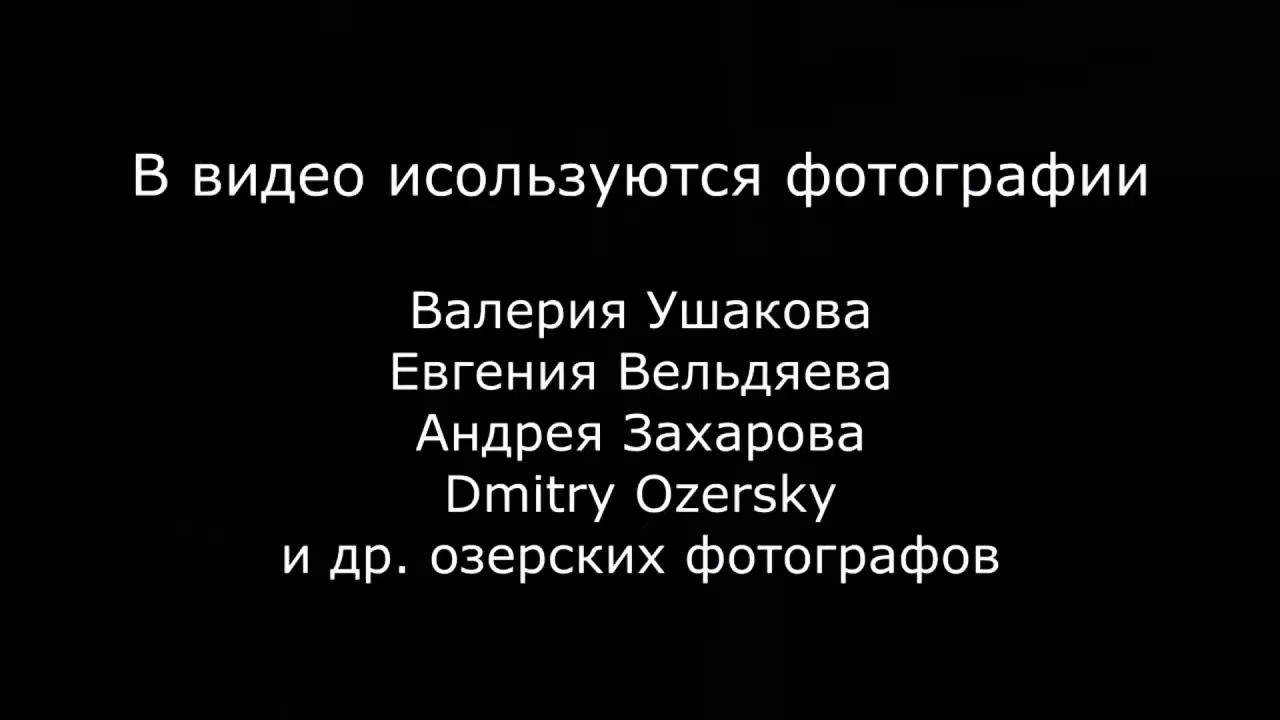 В видео исользуются фотографии
Валерия Ушакова
Евгения Вельдяева
Андрея Захарова
Dmitry Ozersky
и др. озерских фотографов